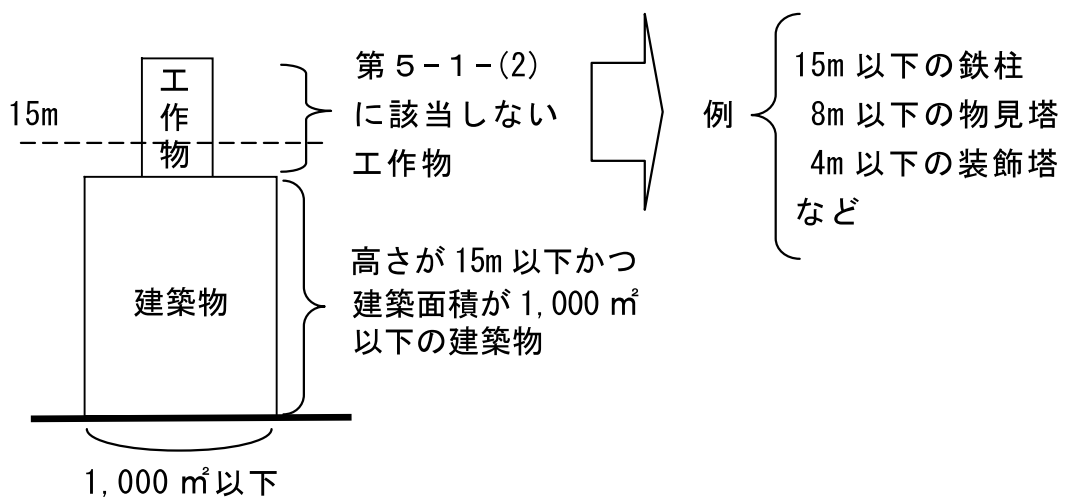 15m
工作物
第５-１-(2)
に該当しない
工作物
例
15m 以下の鉄柱
8m 以下の物見塔
4m 以下の装飾塔
など
建築物
高さが 15m 以下かつ
建築面積が 1,000 ㎡
以下の建築物
1,000 ㎡以下